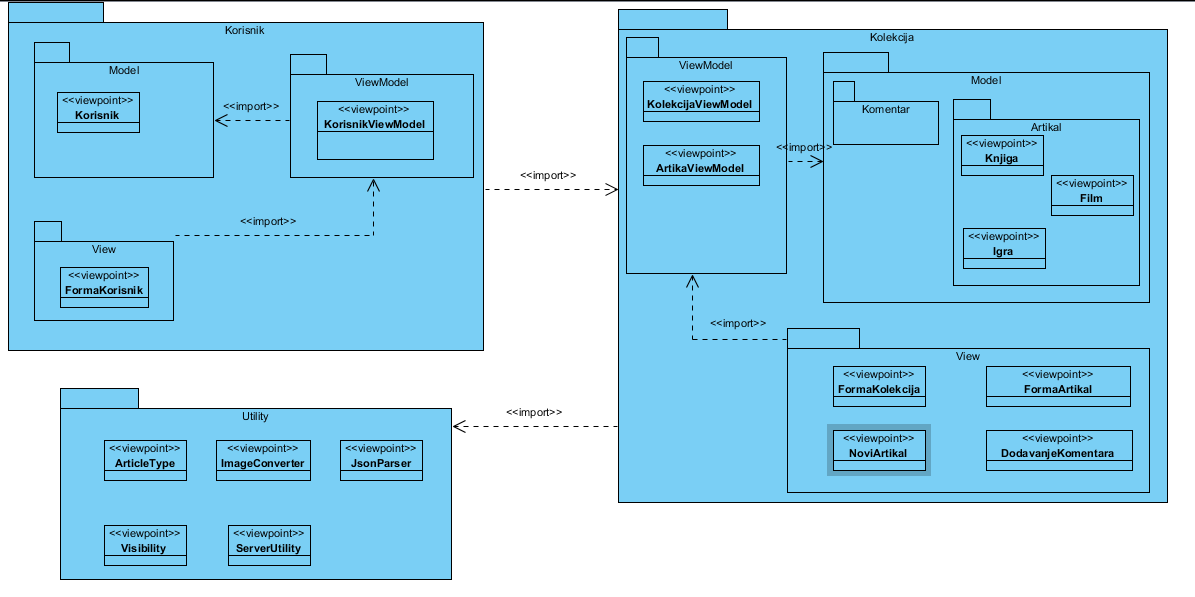 Korisnik
Model
<<viewpoint>>
Korisnik
<<import>>
ViewModel
<<viewpoint>>
KorisnikViewModel
<<import>>
View
<<viewpoint>>
FormaKorisnik
<<import>>
Kolekcija
ViewModel
<<viewpoint>>
KolekcijaViewModel
<<viewpoint>>
ArtikaViewModel
<<import>>
Model
Komentar
Artikal
<<viewpoint>>
Knjiga
<<viewpoint>>
Film
<<viewpoint>>
Igra
<<import>>
View
<<viewpoint>>
FormaKolekcija
<<viewpoint>>
FormaArtikal
<<viewpoint>>
NoviArtikal
<<viewpoint>>
DodavanjeKomentara
<<import>>
Utility
<<viewpoint>>
ArticleType
<<viewpoint>>
ImageConverter
<<viewpoint>>
JsonParser
<<viewpoint>>
Visibility
<<viewpoint>>
ServerUtility